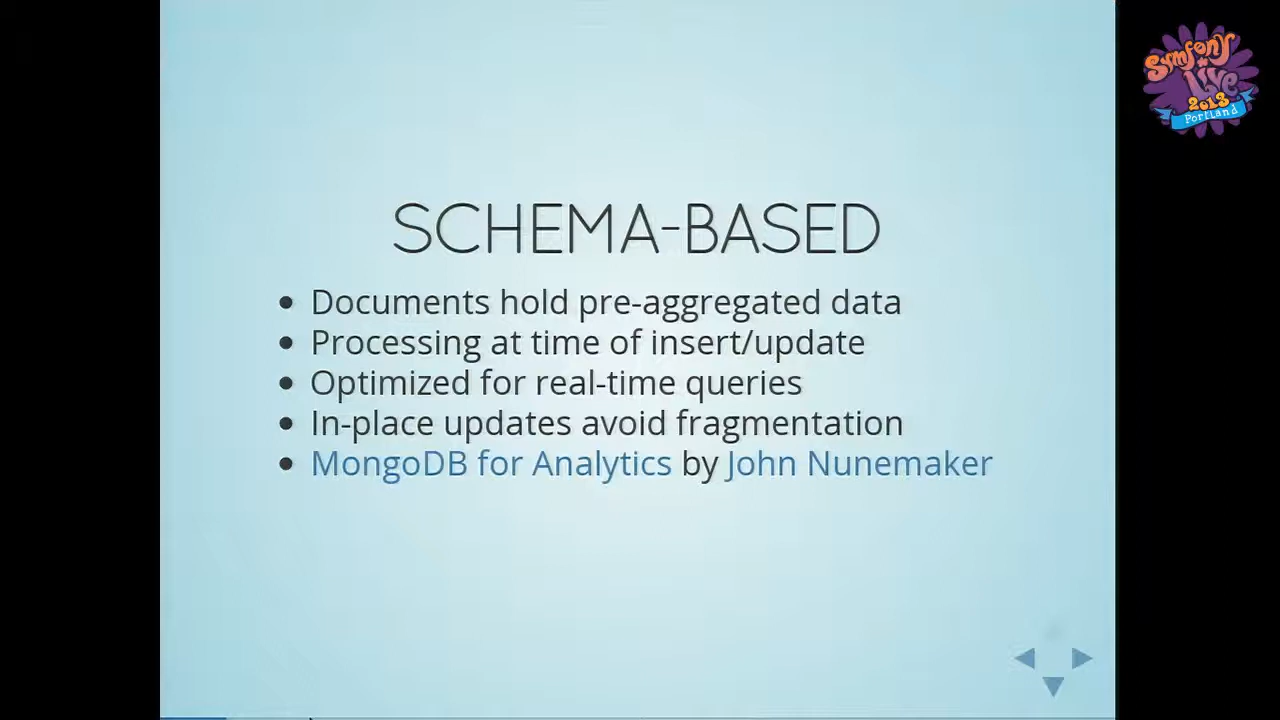 Symfony
Live
2013
Portland
SCHEMA-BASED
Documents hold pre-aggregated data
Processing at time of insert/update
Optimized for real-time queries
In-place updates avoid fragmentation
MongoDB for Analytics by John Nunemaker